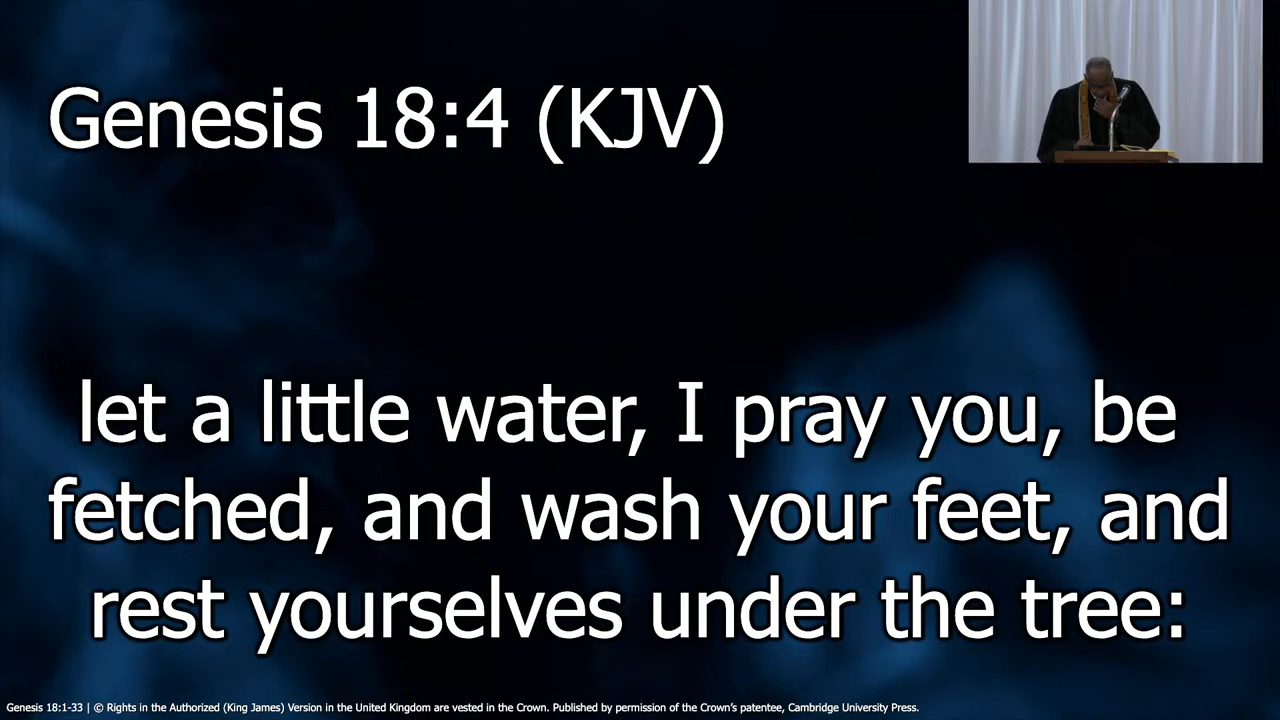 Genesis 18:4 (KJV)
let a little water, I pray you, be
fetched, and wash your feet, and
rest yourselves under the tree:
Genesis 18:1-33 | © Rights in the Authorized (King James) Version in the United Kingdom are vested in the Crown. Published by permission of the Crown’s patentee, Cambridge University Press.